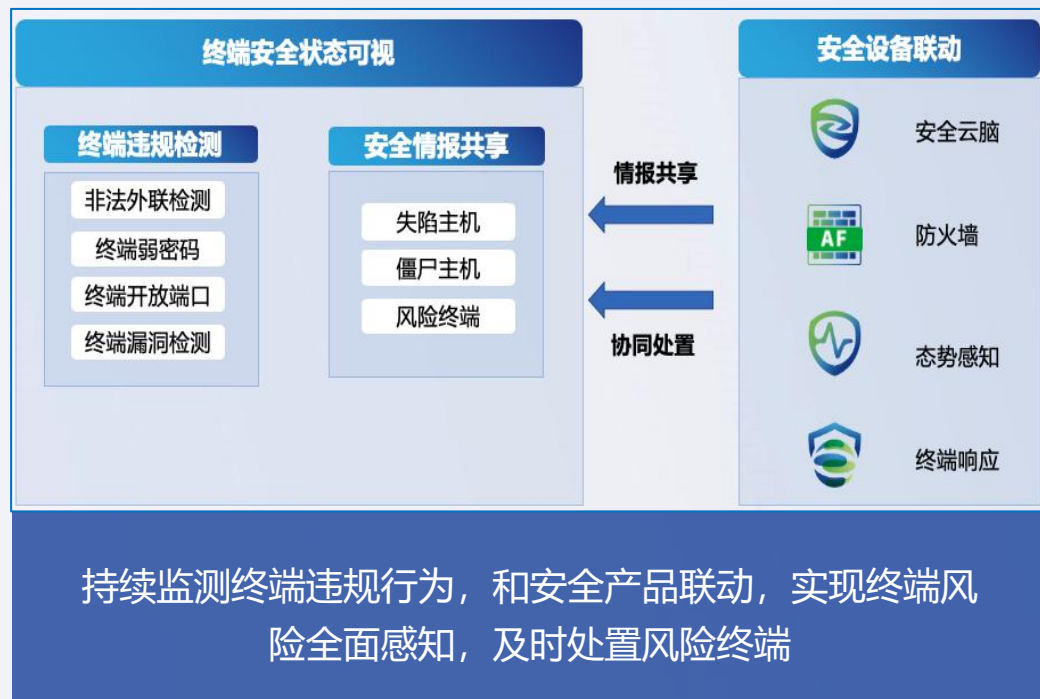 终端安全状态可视
终端违规检测
非法外联检测
终端弱密码
终端开放端口
终端漏洞检测
安全情报共享
失陷主机
僵尸主机
风险终端
情报共享
协同处置
安全设备联动
安全云脑
AF
防火墙
态势感知
终端响应
持续监测终端违规行为，和安全产品联动，实现终端风
险全面感知，及时处置风险终端